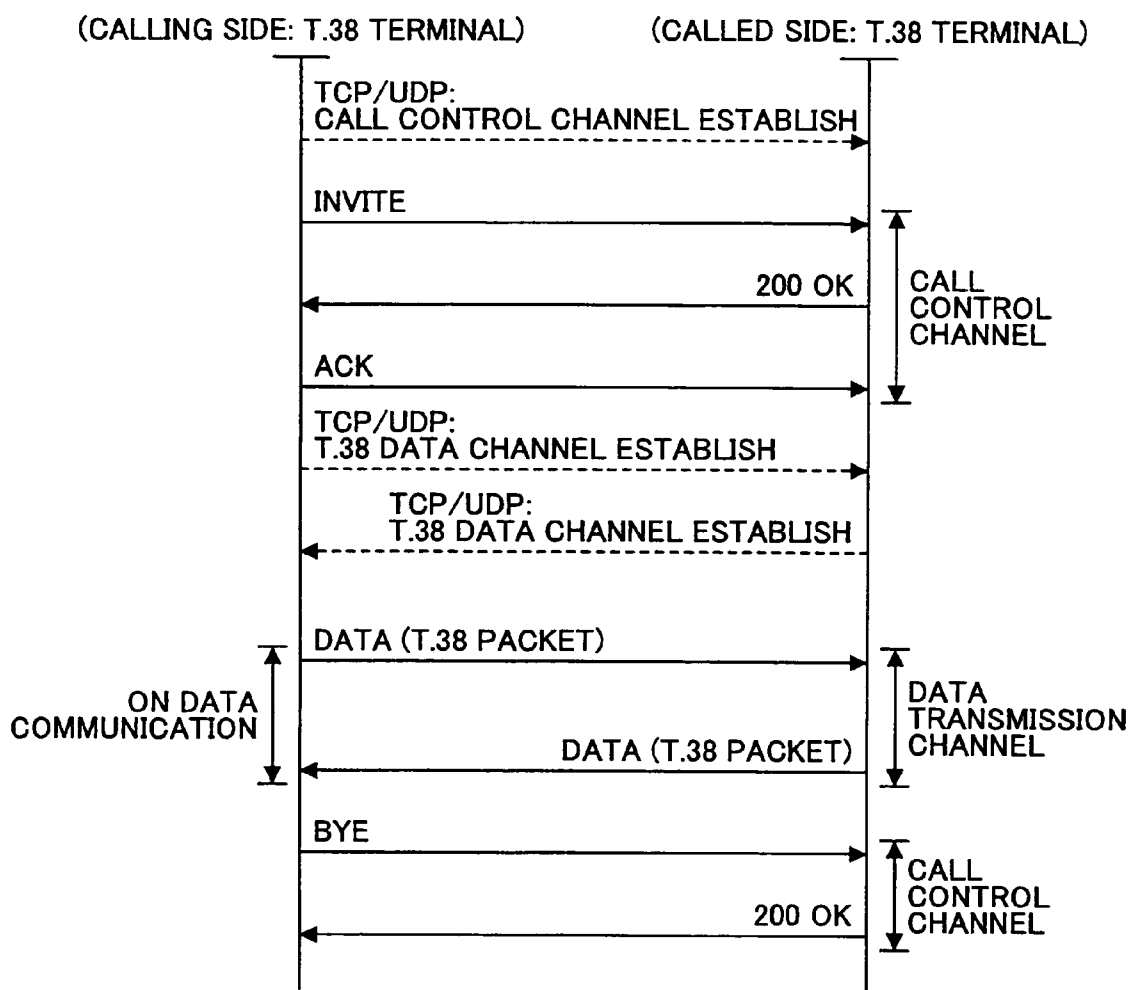 (CALLING SIDE: T.38 TERMINAL)
(CALLED SIDE: T.38 TERMINAL)
TCP/UDP:
CALL CONTROL CHANNEL ESTABLISH
INVITE
200 OK
CALL
CONTROL
CHANNEL
ACK
TCP/UDP:
T.38 DATA CHANNEL ESTABLISH
TCP/UDP:
T.38 DATA CHANNEL ESTABLISH
DATA (T.38 PACKET)
ON DATA
COMMUNICATION
DATA
TRANSMISSION
CHANNEL
DATA (T.38 PACKET)
BYE
CALL
CONTROL
CHANNEL
200 OK